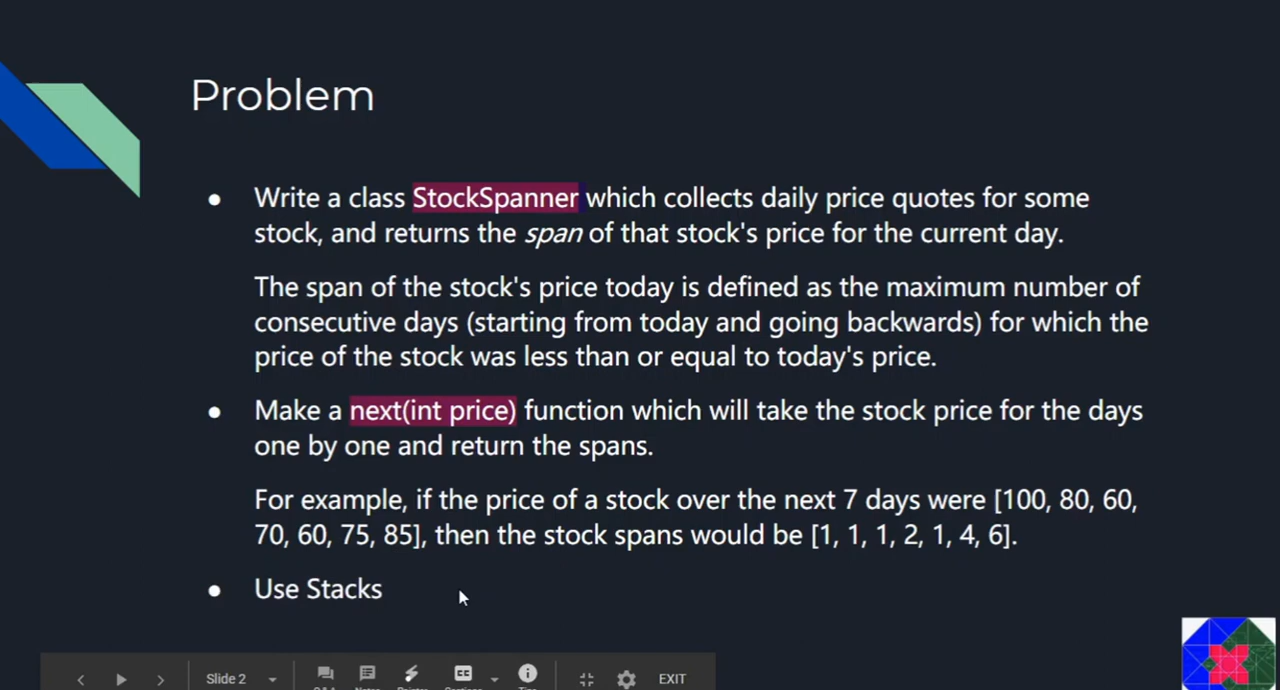 Problem
Write a class StockSpanner which collects daily price quotes for some
stock, and returns the span of that stock's price for the current day.
The span of the stock's price today is defined as the maximum number of
consecutive days (starting from today and going backwards) for which the
price of the stock was less than or equal to today's price.
Make a next(int price) function which will take the stock price for the days
one by one and return the spans.
For example, if the price of a stock over the next 7 days were [100, 80, 60,
70, 60, 75, 85], then the stock spans would be [1, 1, 1, 2, 1, 4, 6].
Use Stacks
Slide 2
CC
EXIT